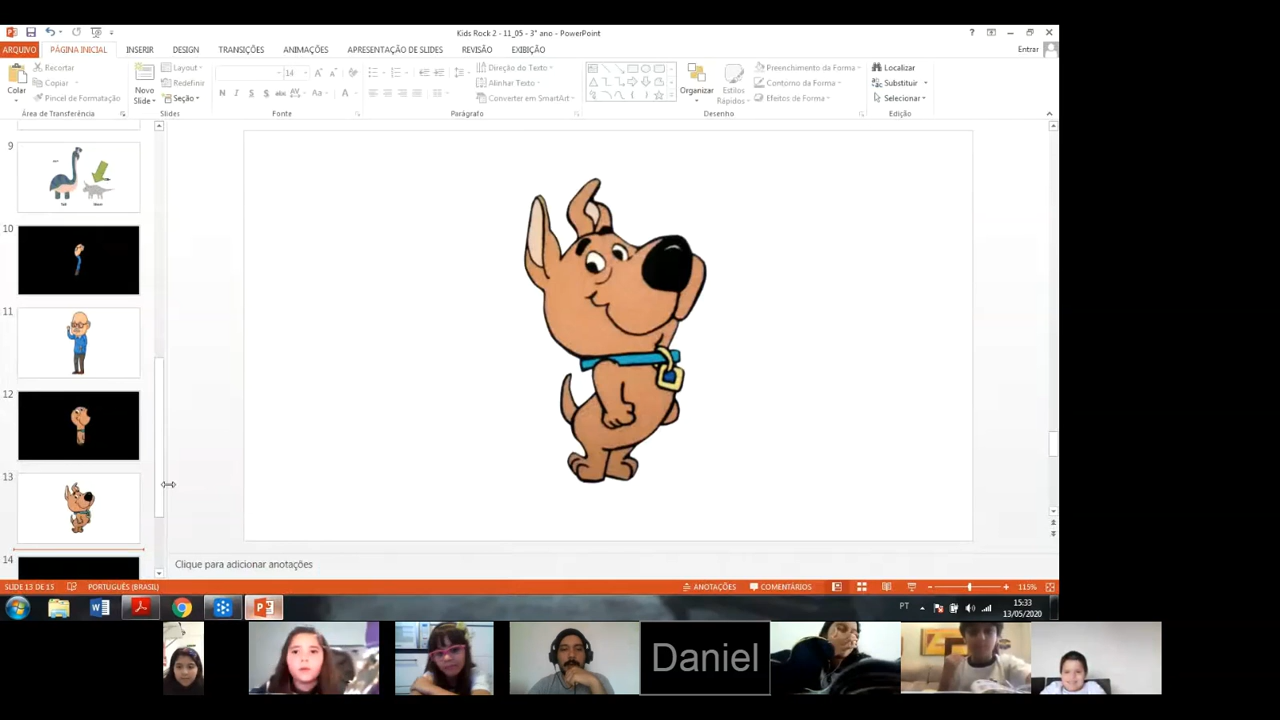 Kids Rock 2 - 11_05 - 3° ano - PowerPoint
ARQUIVO PÁGINA INICIAL INSERIR DESIGN TRANSIÇÕES ANIMAÇÕES APRESENTAÇÃO DE SLIDES REVISÃO EXIBIÇÃO Entrar
Colar
Recortar
Copiar
Pincel de Formatação
Área de Transferência
Novo
Slide
Layout
Redefinir
Seção
Slides
14
N I S S abc AV Aa A
Fonte
Direção do Texto
Alinhar Texto
Converter em SmartArt
Parágrafo
Organizar
Estilos
Rápidos
Preenchimento da Forma
Contorno da Forma
Efeitos de Forma
Desenho
Localizar
Substituir
Selecionar
Edição
9
10
11
12
13
14
Clique para adicionar anotações
SLIDE 13 DE 15 PORTUGUÊS (BRASIL) ANOTAÇÕES COMENTÁRIOS 115%
PT
15:33
13/05/2020
Daniel